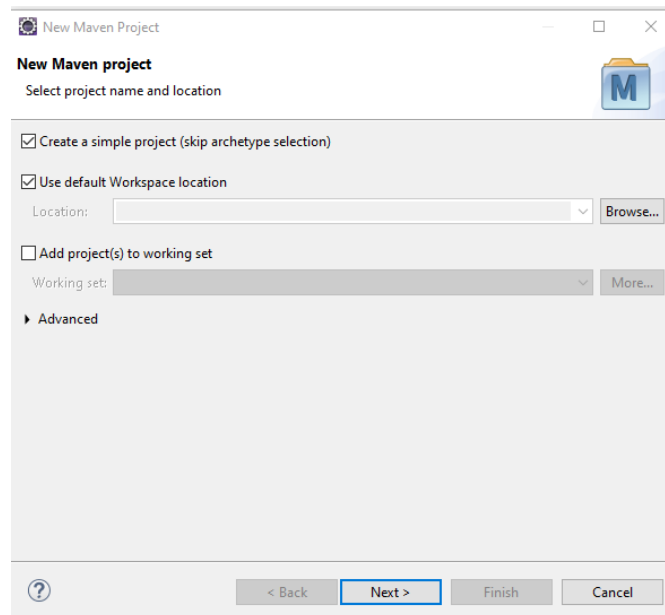 New Maven Project
New Maven project
Select project name and location
M
Create a simple project (skip archetype selection)
Use default Workspace location
Location:
Browse...
Add project(s) to working set
Working set:
More...
Advanced
?
< Back
Next >
Finish
Cancel